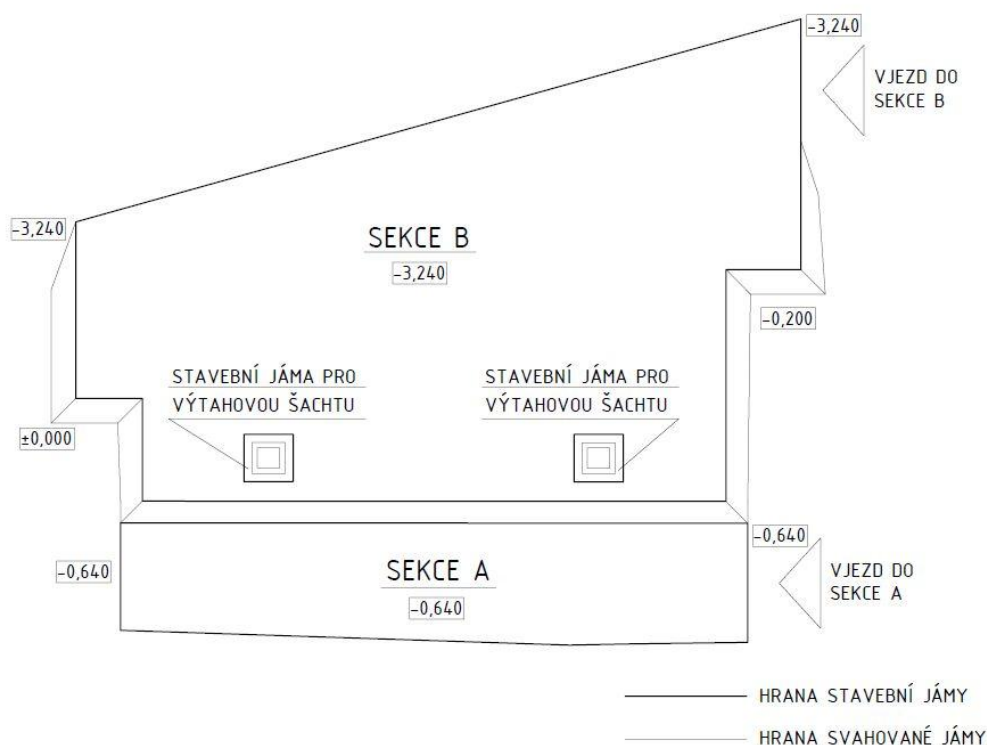 -3,240
VJEZD DO
SEKCE B
-3,240
SEKCE B
-3,240
-0,200
STAVEBNÍ JÁMA PRO
VÝTAHOVOU ŠACHTU
STAVEBNÍ JÁMA PRO
VÝTAHOVOU ŠACHTU
±0,000
-0,640
-0,640
SEKCE A
-0,640
VJEZD DO
SEKCE A
HRANA STAVEBNÍ JÁMY
HRANA SVAHOVANÉ JÁMY